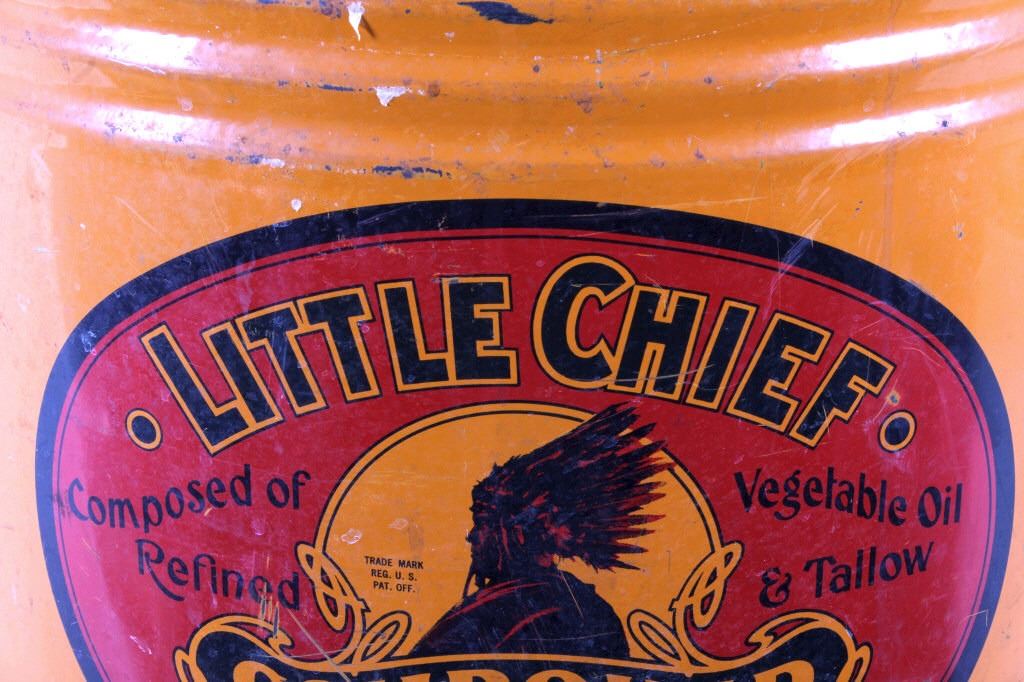 LITTLE CHIEF
Composed of
Refined
Vegetable Oil
& Tallow
TRADE MARK
REG. U. S.
PAT. OFF.